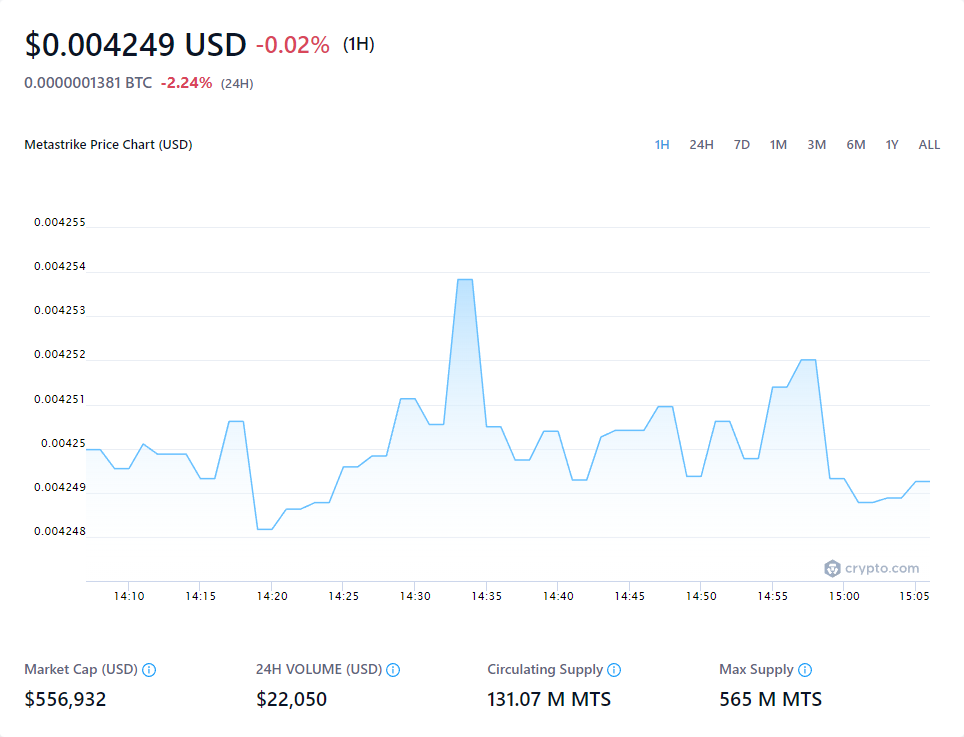 $0.004249 USD -0.02% (1H)
0.0000001381 BTC -2.24% (24H)
Metastrike Price Chart (USD) 1H 24H 7D 1M 3M 6M 1Y ALL
0.004255
0.004254
0.004253
0.004252
0.004251
0.00425
0.004249
0.004248
crypto.com
14:10 14:15 14:20 14:25 14:30 14:35 14:40 14:45 14:50 14:55 15:00 15:05
Market Cap (USD) 24H VOLUME (USD) Circulating Supply Max Supply
$556,932 $22,050 131.07 M MTS 565 M MTS